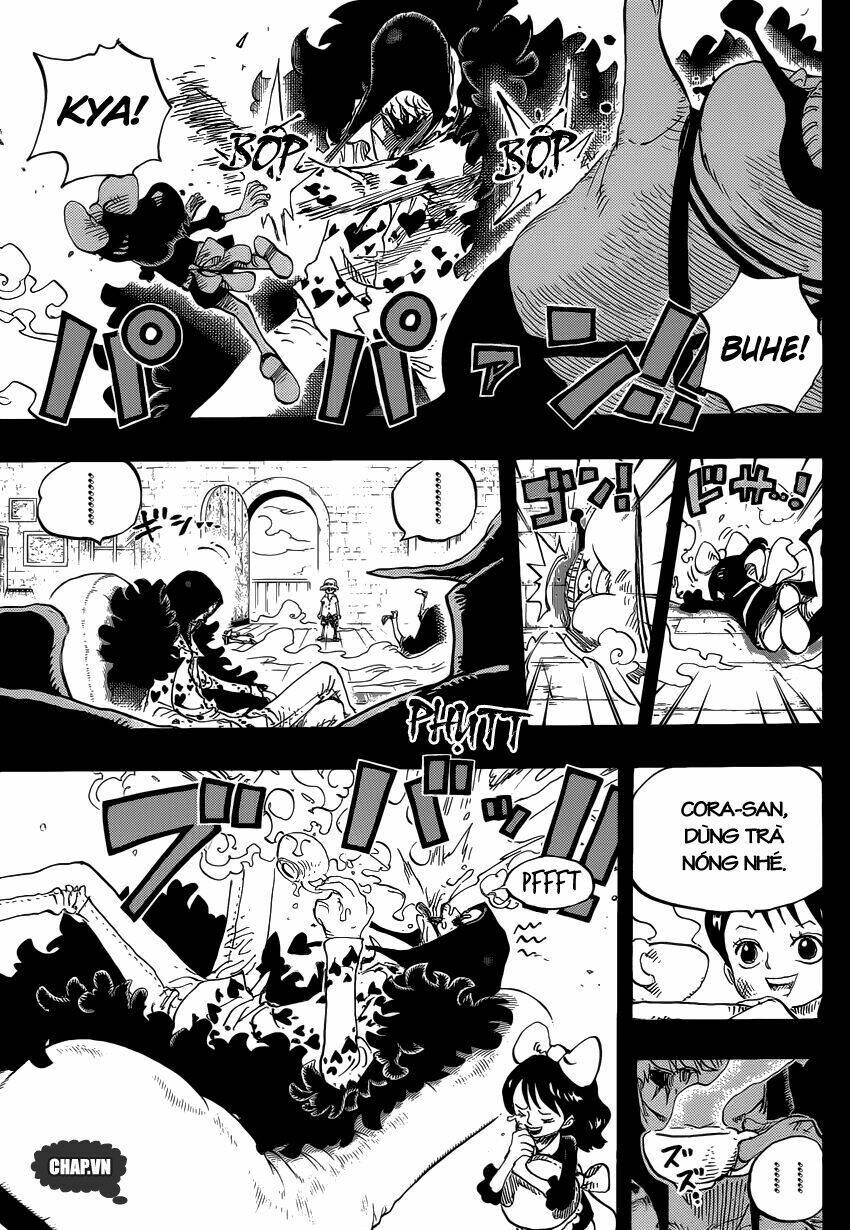 KYA!
BỐP
BỐP
パパァン!!
BUHE!
ドサ...!
ゴン!
.........
ギシ...
.........
CORA-SAN,
DÙNG TRÀ
NÓNG NHÉ.
ズズ...
.........
PHỤTT
ブバッ!!
PFFFT
CHAP.VN